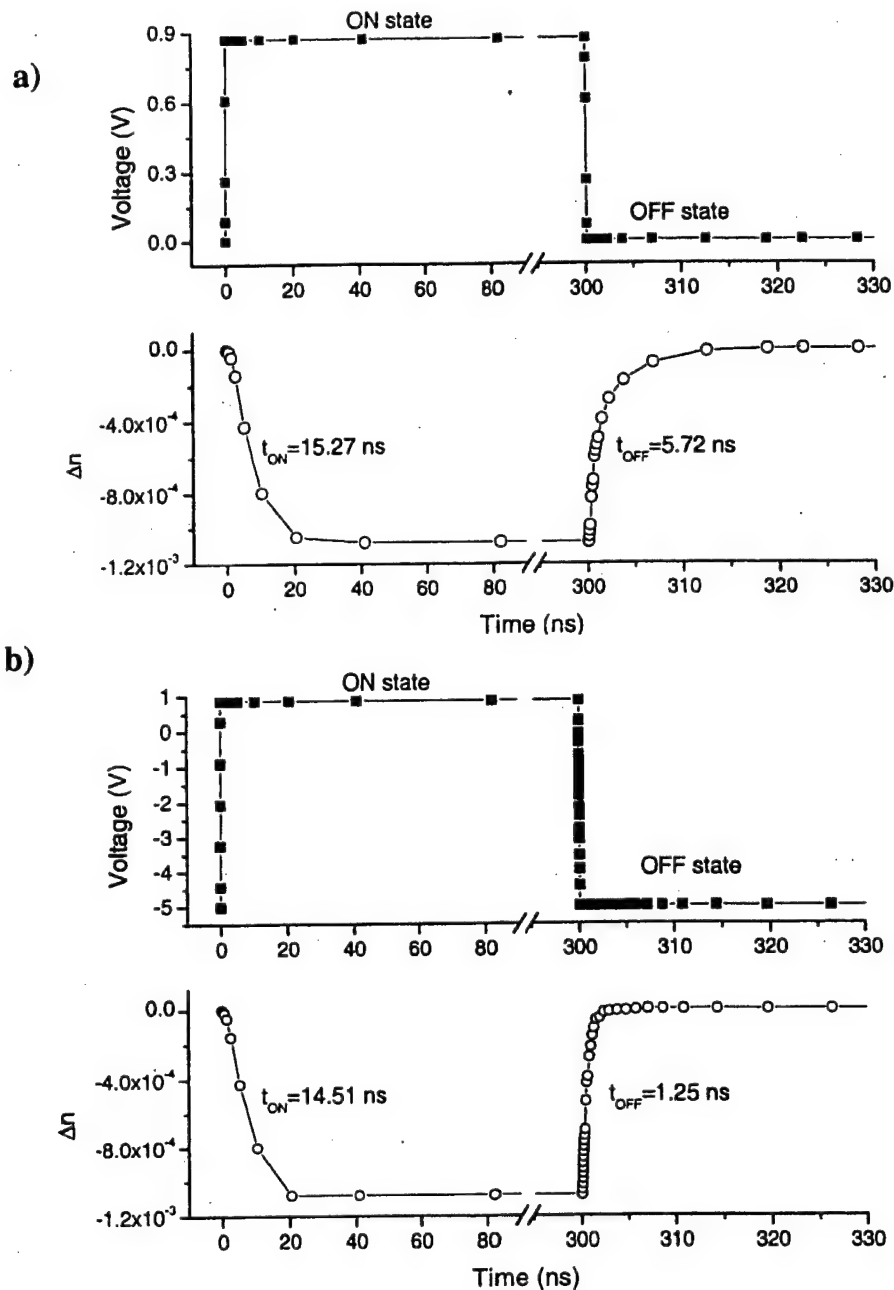 a)
ON state
0.9
0.6
0.3
0.0
Voltage (V)
OFF state
0 20 40 60 80 300 310 320 330
0.0
-4.0x10⁻⁴
-8.0x10⁻⁴
-1.2x10⁻³
Δn
t_ON=15.27 ns
t_OFF=5.72 ns
0 20 40 60 80 300 310 320 330
Time (ns)
b)
ON state
1
0
-1
-2
-3
-4
-5
Voltage (V)
OFF state
0 20 40 60 80 300 310 320 330
0.0
-4.0x10⁻⁴
-8.0x10⁻⁴
-1.2x10⁻³
Δn
t_ON=14.51 ns
t_OFF=1.25 ns
0 20 40 60 80 300 310 320 330
Time (ns)